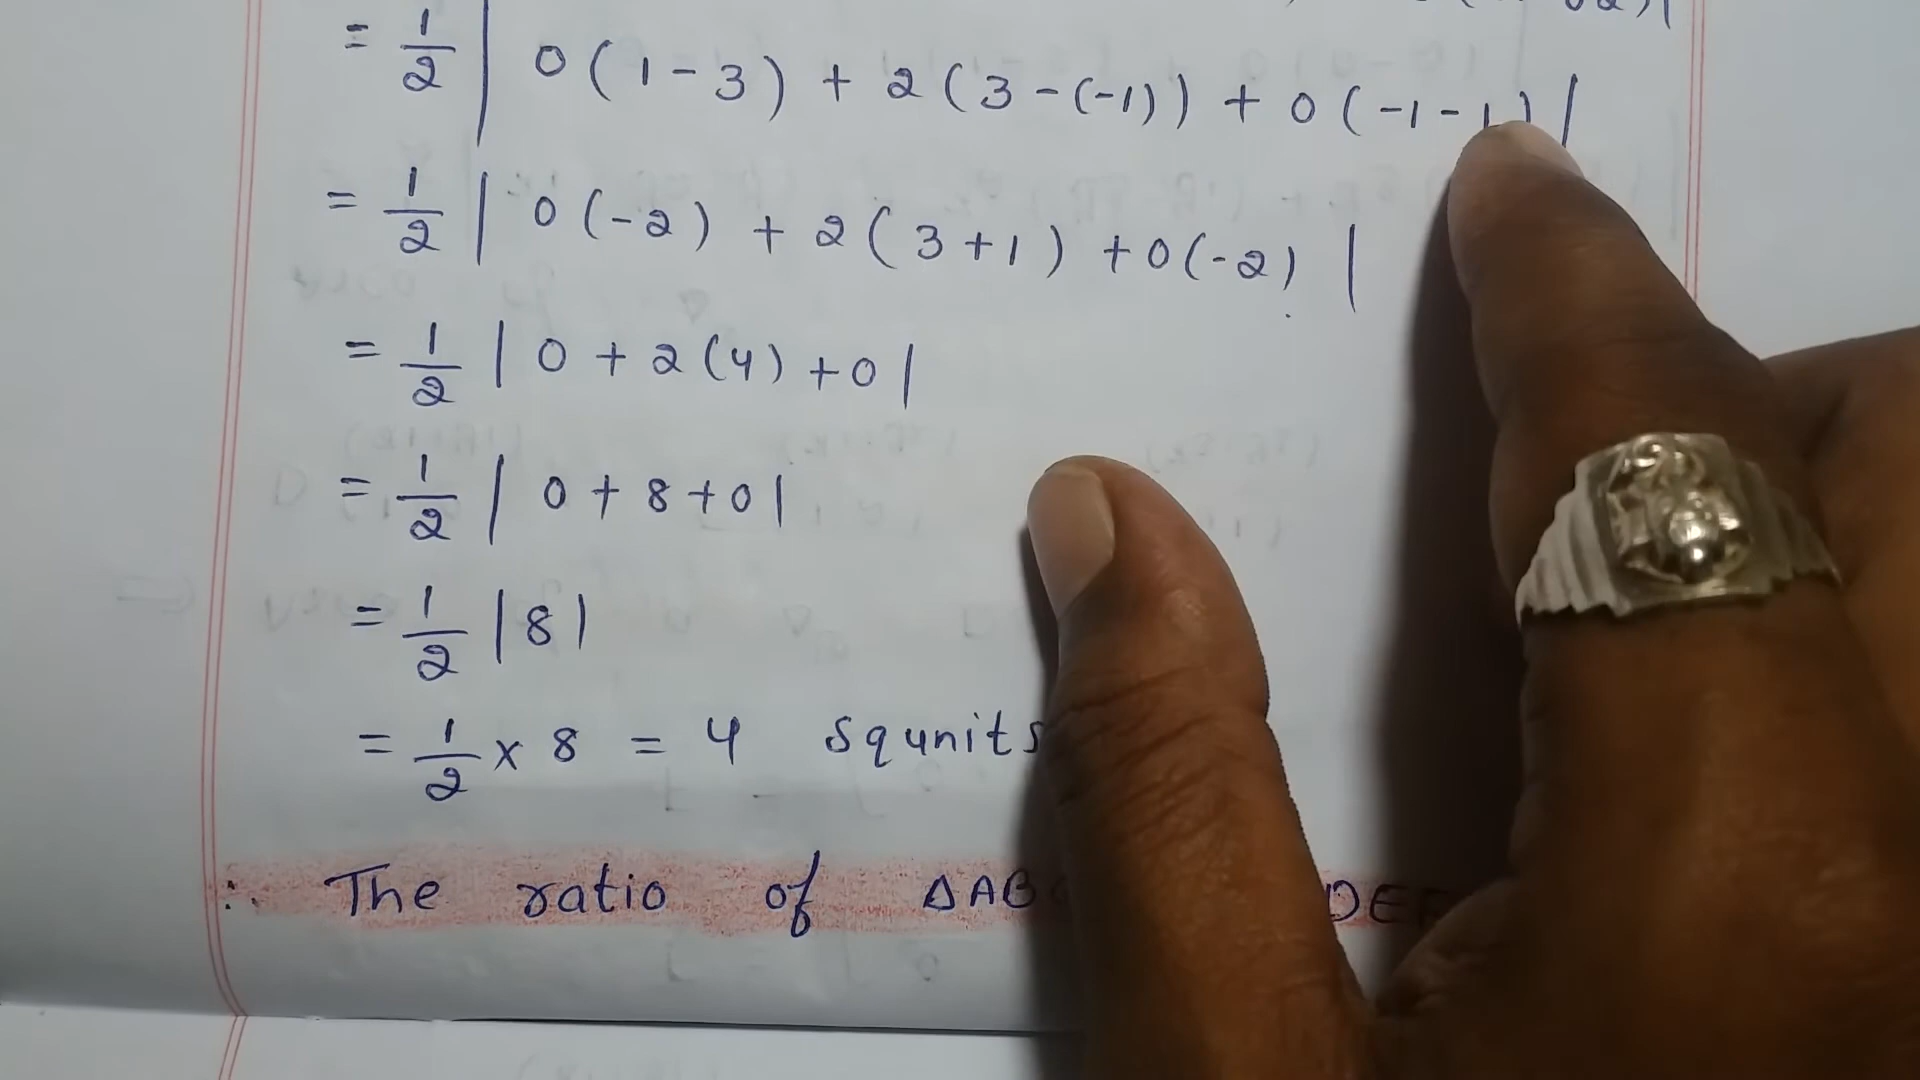 = 1/2 | 0(1-3) + 2(3-(-1)) + 0(-1-1) |
= 1/2 | 0(-2) + 2(3+1) + 0(-2) |
= 1/2 | 0 + 2(4) + 0 |
= 1/2 | 0 + 8 + 0 |
= 1/2 | 8 |
= 1/2 × 8 = 4 squnits
∴ The ratio of ΔAB DEF